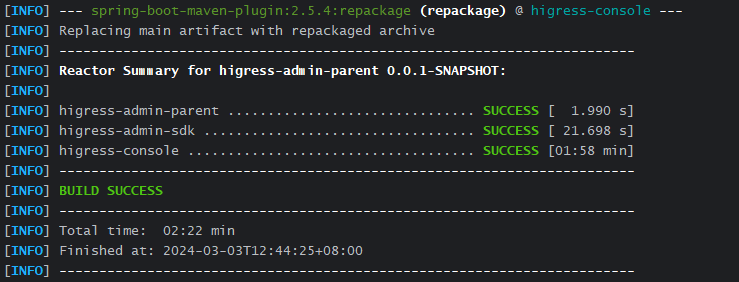 [INFO] --- spring-boot-maven-plugin:2.5.4:repackage (repackage) @ higress-console ---
[INFO] Replacing main artifact with repackaged archive
[INFO] ------------------------------------------------------------------------
[INFO] Reactor Summary for higress-admin-parent 0.0.1-SNAPSHOT:
[INFO]
[INFO] higress-admin-parent ............................... SUCCESS [  1.990 s]
[INFO] higress-admin-sdk .................................. SUCCESS [ 21.698 s]
[INFO] higress-console .................................... SUCCESS [01:58 min]
[INFO] ------------------------------------------------------------------------
[INFO] BUILD SUCCESS
[INFO] ------------------------------------------------------------------------
[INFO] Total time:  02:22 min
[INFO] Finished at: 2024-03-03T12:44:25+08:00
[INFO] ------------------------------------------------------------------------